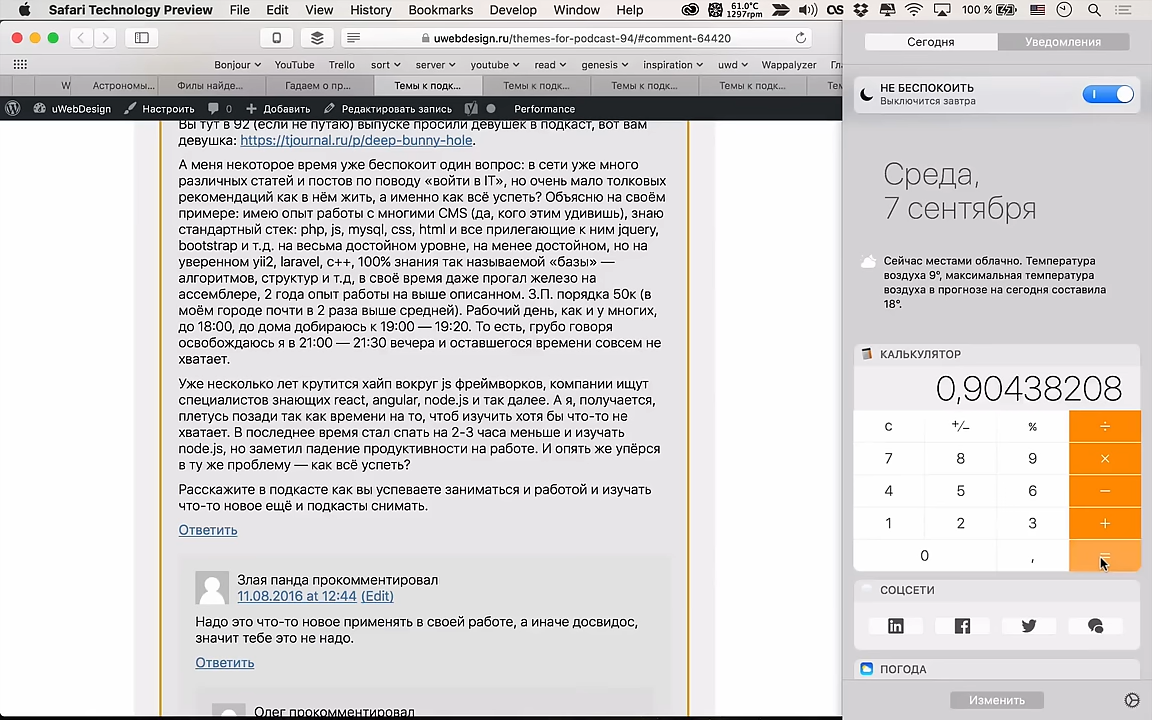 Safari Technology Preview File Edit View History Bookmarks Develop Window Help 61.0°C 1297rpm 100 %
uwebdesign.ru/themes-for-podcast-94/#comment-64420
Bonjour YouTube Trello sort server youtube read genesis inspiration uwd Wappalyzer
W Астрономы... Филы найде... Гадаем о пр... Темы к подк... Темы к подк... Темы к подк... Темы к подк...
uWebDesign Настроить 0 Добавить Редактировать запись Performance
Вы тут в 92 (если не путаю) выпуске просили девушек в подкаст, вот вам
девушка: https://tjournal.ru/p/deep-bunny-hole.
А меня некоторое время уже беспокоит один вопрос: в сети уже много
различных статей и постов по поводу «войти в IT», но очень мало толковых
рекомендаций как в нём жить, а именно как всё успеть? Объясню на своём
примере: имею опыт работы с многими CMS (да, кого этим удивишь), знаю
стандартный стек: php, js, mysql, css, html и все прилегающие к ним jquery,
bootstrap и т.д. на весьма достойном уровне, на менее достойном, но на
уверенном yii2, laravel, c++, 100% знания так называемой «базы» —
алгоритмов, структур и т.д, в своё время даже прогал железо на
ассемблере, 2 года опыт работы на выше описанном. З.П. порядка 50к (в
моём городе почти в 2 раза выше средней). Рабочий день, как и у многих,
до 18:00, до дома добираюсь к 19:00 — 19:20. То есть, грубо говоря
освобождаюсь я в 21:00 — 21:30 вечера и оставшегося времени совсем не
хватает.
Уже несколько лет крутится хайп вокруг js фреймворков, компании ищут
специалистов знающих react, angular, node.js и так далее. А я, получается,
плетусь позади так как времени на то, чтоб изучить хотя бы что-то не
хватает. В последнее время стал спать на 2-3 часа меньше и изучать
node.js, но заметил падение продуктивности на работе. И опять же упёрся
в ту же проблему — как всё успеть?
Расскажите в подкасте как вы успеваете заниматься и работой и изучать
что-то новое ещё и подкасты снимать.
Ответить
Злая панда прокомментировал
11.08.2016 at 12:44 (Edit)
Надо это что-то новое применять в своей работе, а иначе досвидос,
значит тебе это не надо.
Ответить
Олег прокомментировал
Сегодня Уведомления
НЕ БЕСПОКОИТЬ
Выключится завтра
Среда,
7 сентября
Сейчас местами облачно. Температура
воздуха 9°, максимальная температура
воздуха в прогнозе на сегодня составила
18°.
КАЛЬКУЛЯТОР
0,90438208
C +/− % ÷
7 8 9 ×
4 5 6 −
1 2 3 +
0 , =
СОЦСЕТИ
ПОГОДА
Изменить